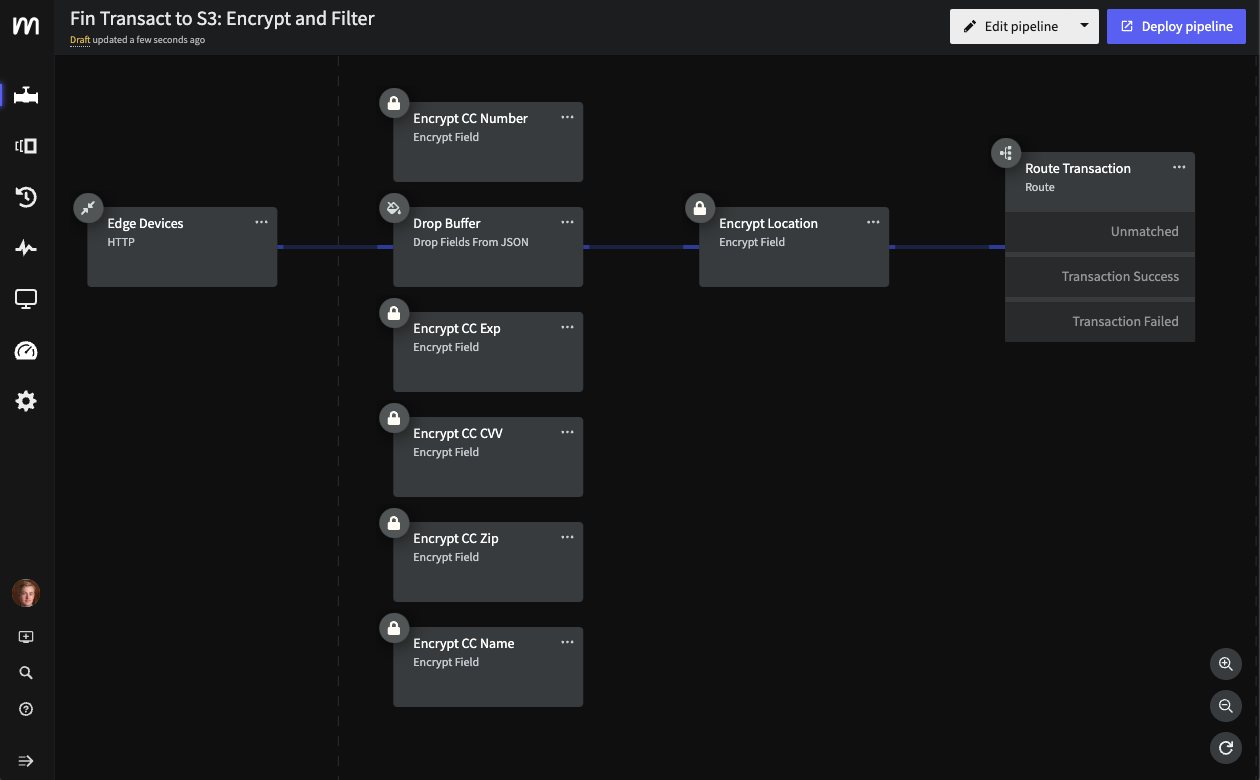 m
Fin Transact to S3: Encrypt and Filter
Draft updated a few seconds ago
Edit pipeline
Deploy pipeline
Edge Devices
HTTP
Encrypt CC Number
Encrypt Field
Drop Buffer
Drop Fields From JSON
Encrypt CC Exp
Encrypt Field
Encrypt CC CVV
Encrypt Field
Encrypt CC Zip
Encrypt Field
Encrypt CC Name
Encrypt Field
Encrypt Location
Encrypt Field
Route Transaction
Route
Unmatched
Transaction Success
Transaction Failed